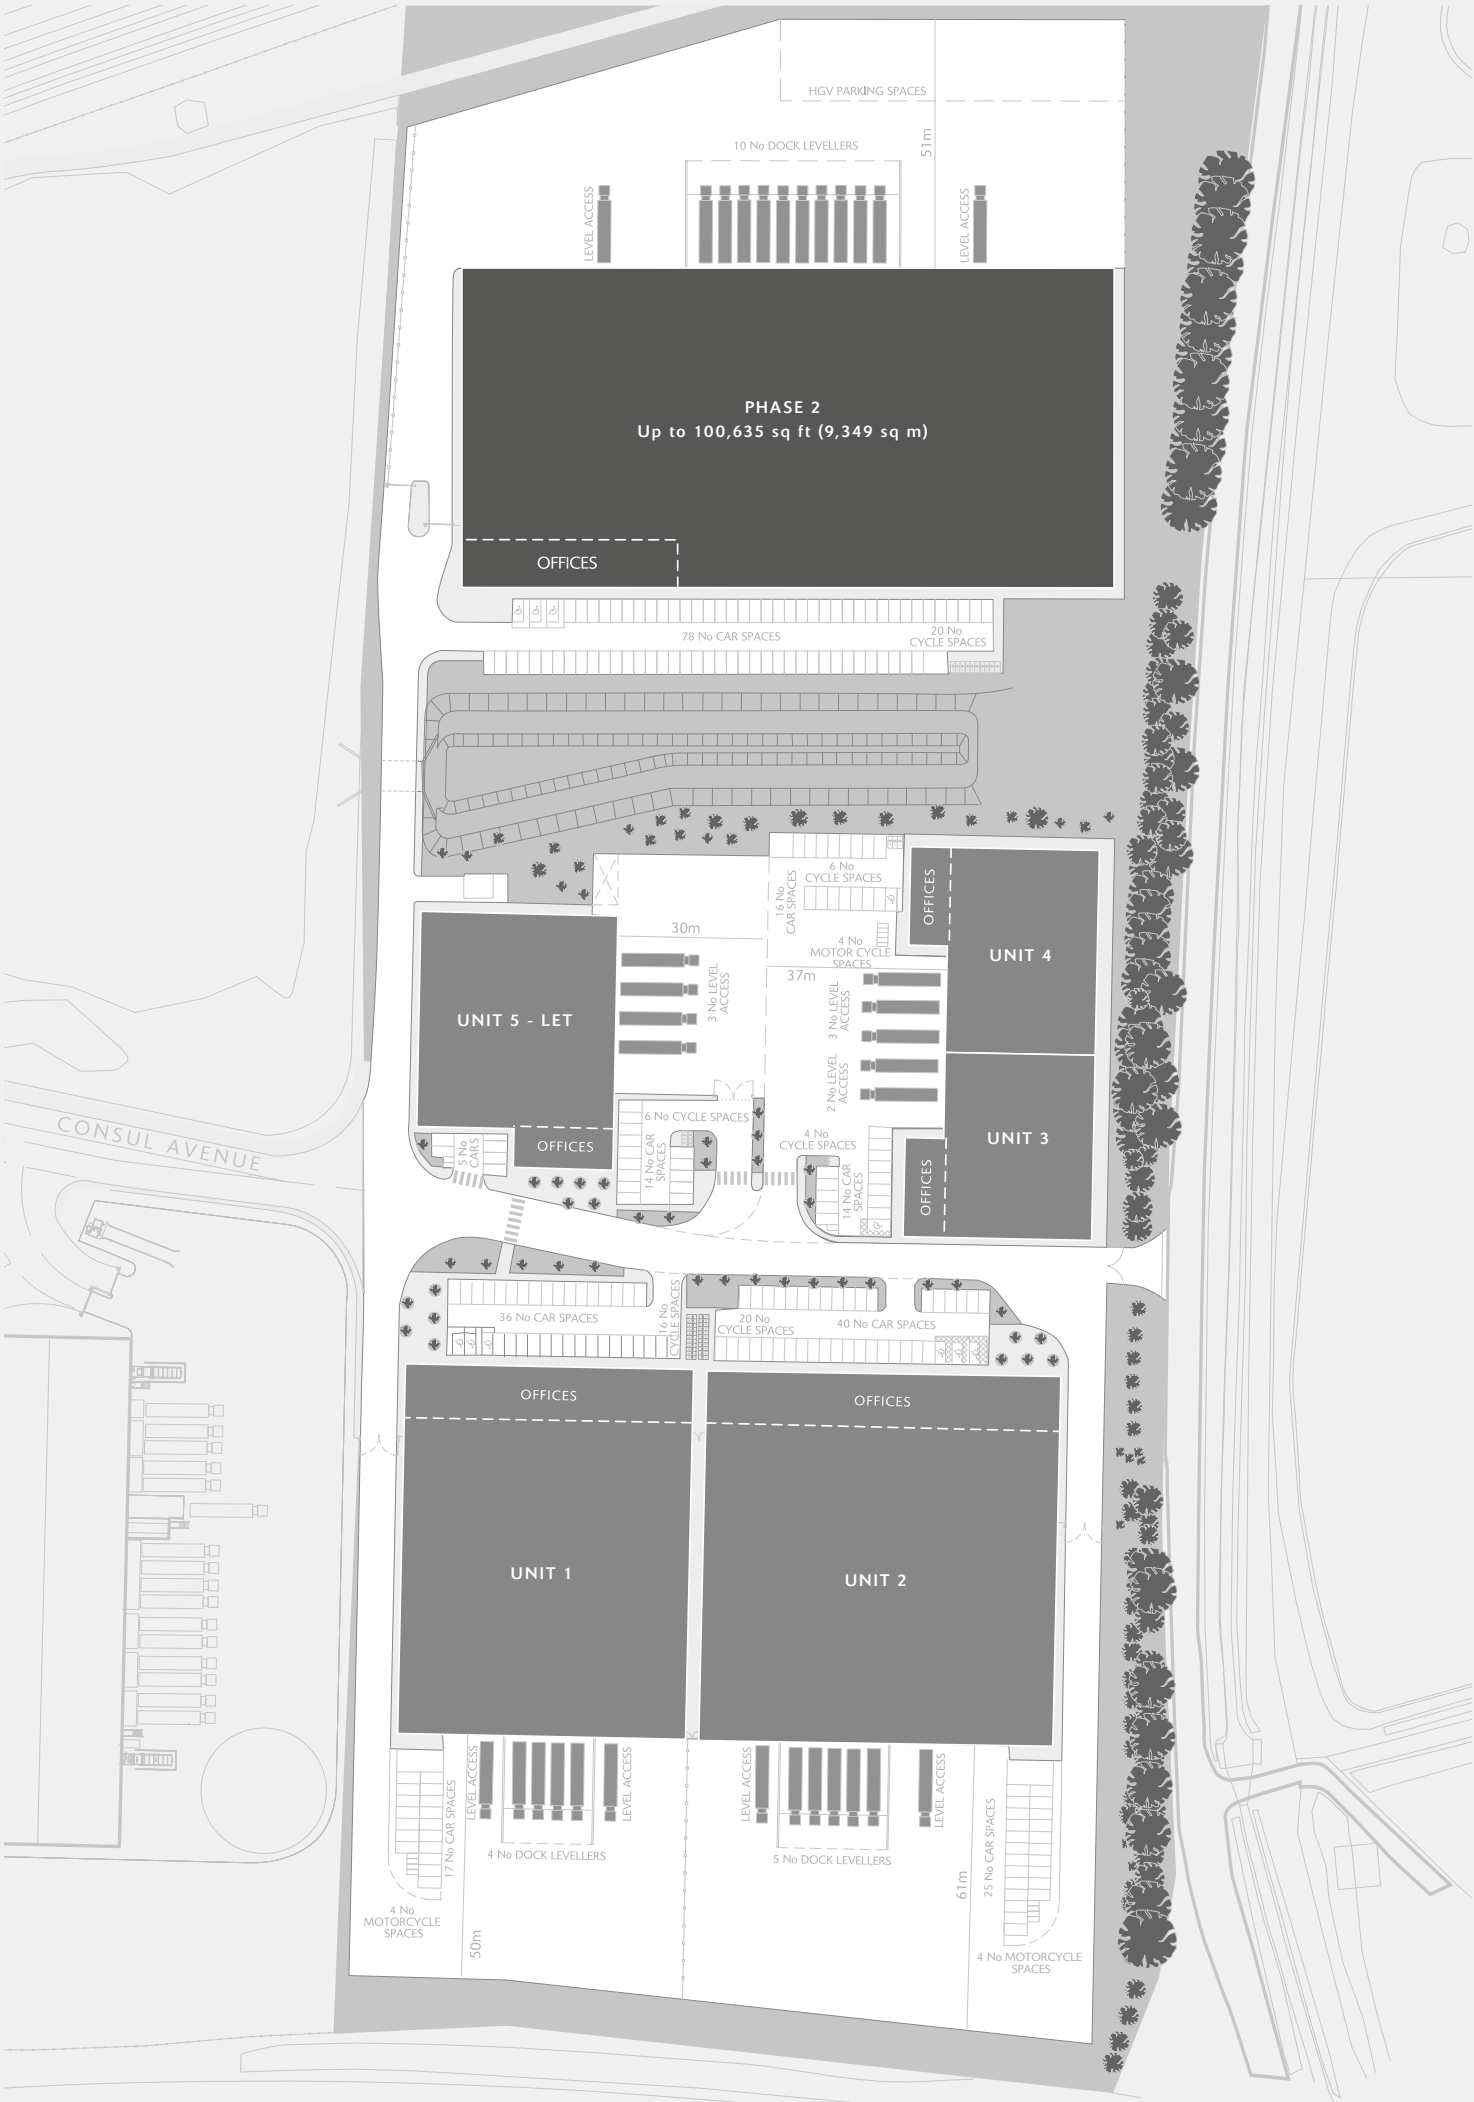 HGV PARKING SPACES
51m
10 No DOCK LEVELLERS
LEVEL ACCESS
LEVEL ACCESS
PHASE 2
Up to 100,635 sq ft (9,349 sq m)
OFFICES
78 No CAR SPACES
20 No
CYCLE SPACES
6 No
CYCLE SPACES
16 No
CAR SPACES
OFFICES
30m
4 No
MOTOR CYCLE
SPACES
UNIT 4
37m
3 No LEVEL
ACCESS
3 No LEVEL
ACCESS
UNIT 5 - LET
2 No LEVEL
ACCESS
6 No CYCLE SPACES
CONSUL AVENUE
5 No
CARS
OFFICES
14 No CAR
SPACES
4 No
CYCLE SPACES
UNIT 3
14 No CAR
SPACES
OFFICES
36 No CAR SPACES
16 No
CYCLE SPACES
20 No
CYCLE SPACES
40 No CAR SPACES
OFFICES
OFFICES
UNIT 1
UNIT 2
LEVEL ACCESS
LEVEL ACCESS
LEVEL ACCESS
LEVEL ACCESS
17 No CAR SPACES
4 No DOCK LEVELLERS
5 No DOCK LEVELLERS
25 No CAR SPACES
61m
4 No
MOTORCYCLE
SPACES
50m
4 No MOTORCYCLE
SPACES